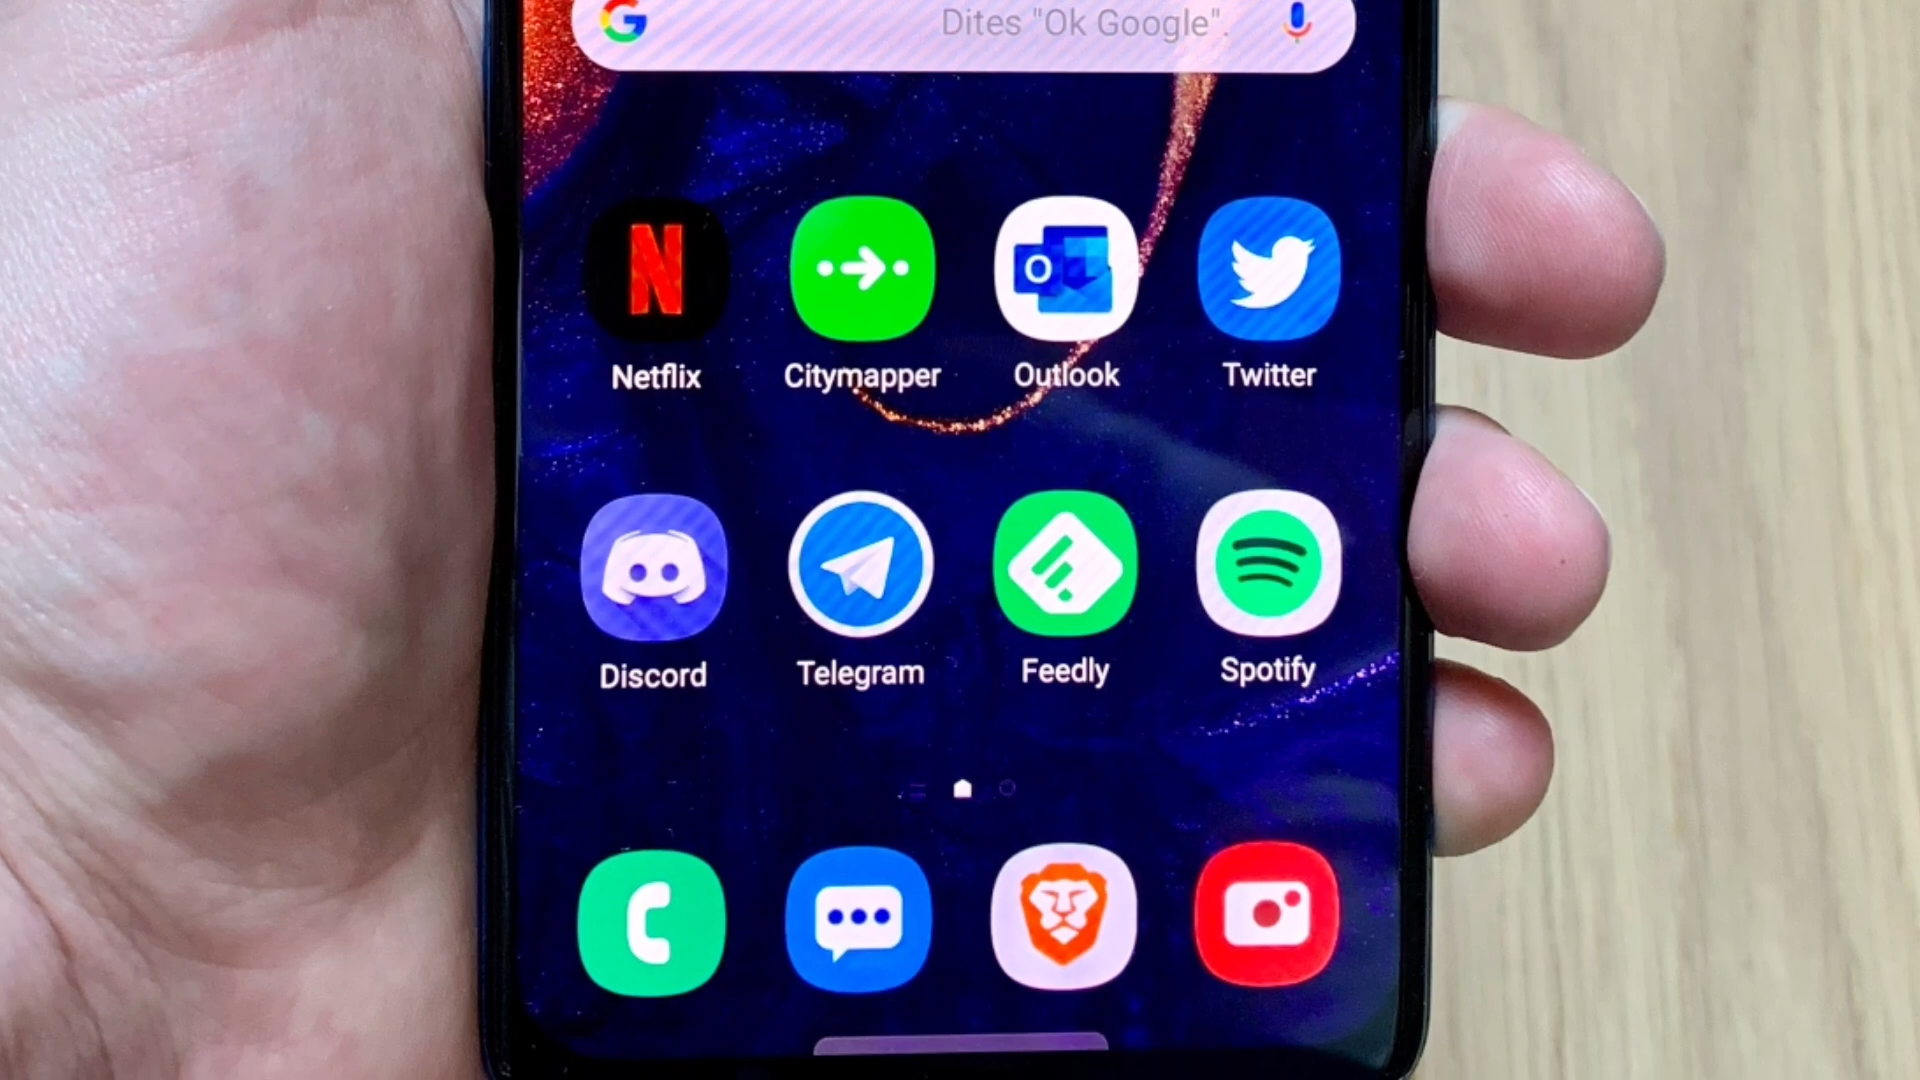 Dites "Ok Google".
Netflix
Citymapper
Outlook
Twitter
Discord
Telegram
Feedly
Spotify